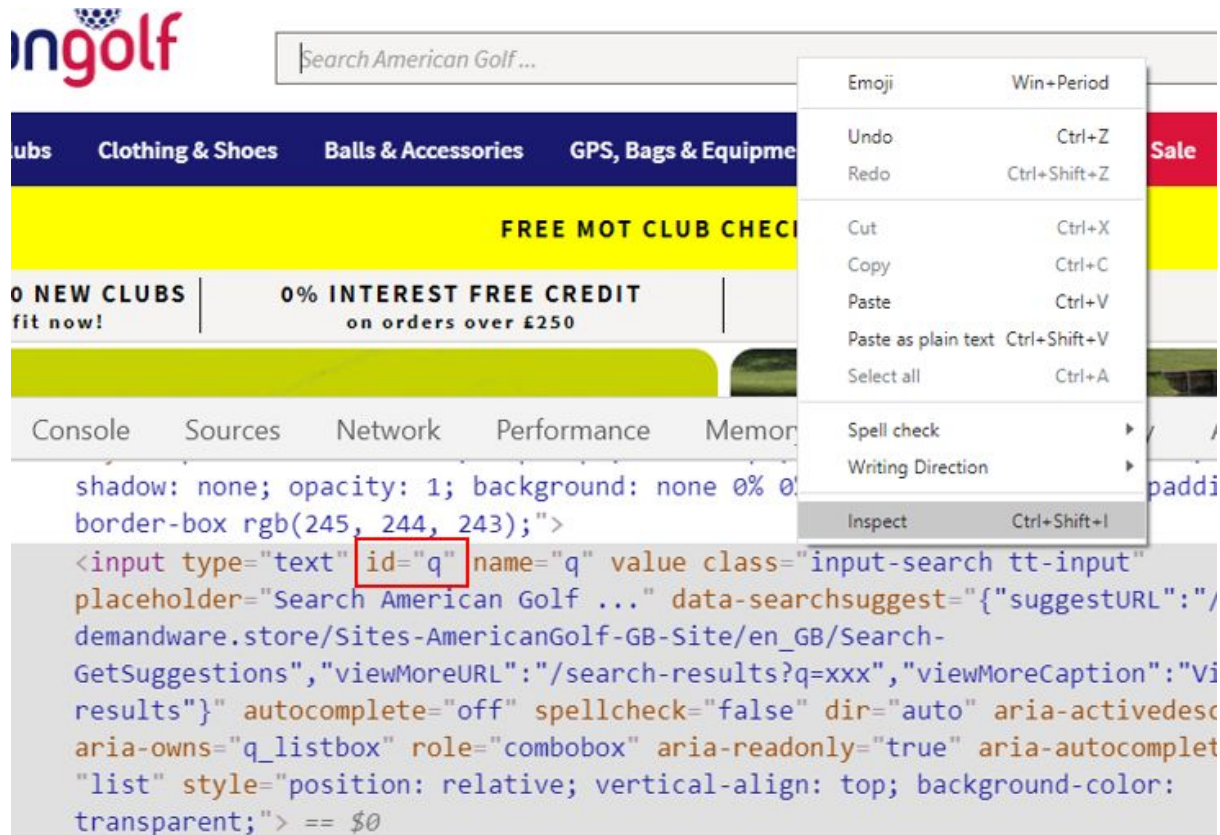 ngolf
Search American Golf ...
Clothing & Shoes Balls & Accessories GPS, Bags & Equipme Sale
FREE MOT CLUB CHEC
0 NEW CLUBS 0% INTEREST FREE CREDIT
fit now! on orders over £250
Emoji Win+Period
Undo Ctrl+Z
Redo Ctrl+Shift+Z
Cut Ctrl+X
Copy Ctrl+C
Paste Ctrl+V
Paste as plain text Ctrl+Shift+V
Select all Ctrl+A
Spell check
Writing Direction
Inspect Ctrl+Shift+I
Console Sources Network Performance Memor
shadow: none; opacity: 1; background: none 0% 0 paddi
border-box rgb(245, 244, 243);">
<input type="text" id="q" name="q" value class="input-search tt-input"
placeholder="Search American Golf ..." data-searchsuggest="{"suggestURL":"/
demandware.store/Sites-AmericanGolf-GB-Site/en_GB/Search-
GetSuggestions","viewMoreURL":"/search-results?q=xxx","viewMoreCaption":"Vi
results"}" autocomplete="off" spellcheck="false" dir="auto" aria-activedesc
aria-owns="q_listbox" role="combobox" aria-readonly="true" aria-autocomplet
"list" style="position: relative; vertical-align: top; background-color:
transparent;"> == $0